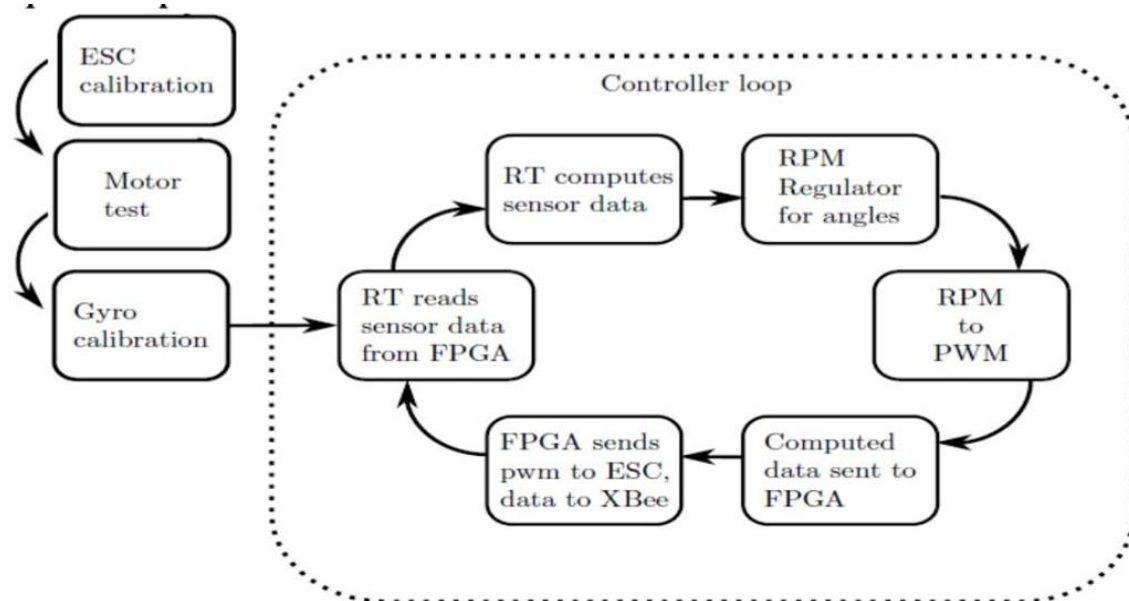 ESC
calibration
Motor
test
Gyro
calibration
Controller loop
RT computes
sensor data
RPM
Regulator
for angles
RT reads
sensor data
from FPGA
RPM
to
PWM
FPGA sends
pwm to ESC,
data to XBee
Computed
data sent to
FPGA